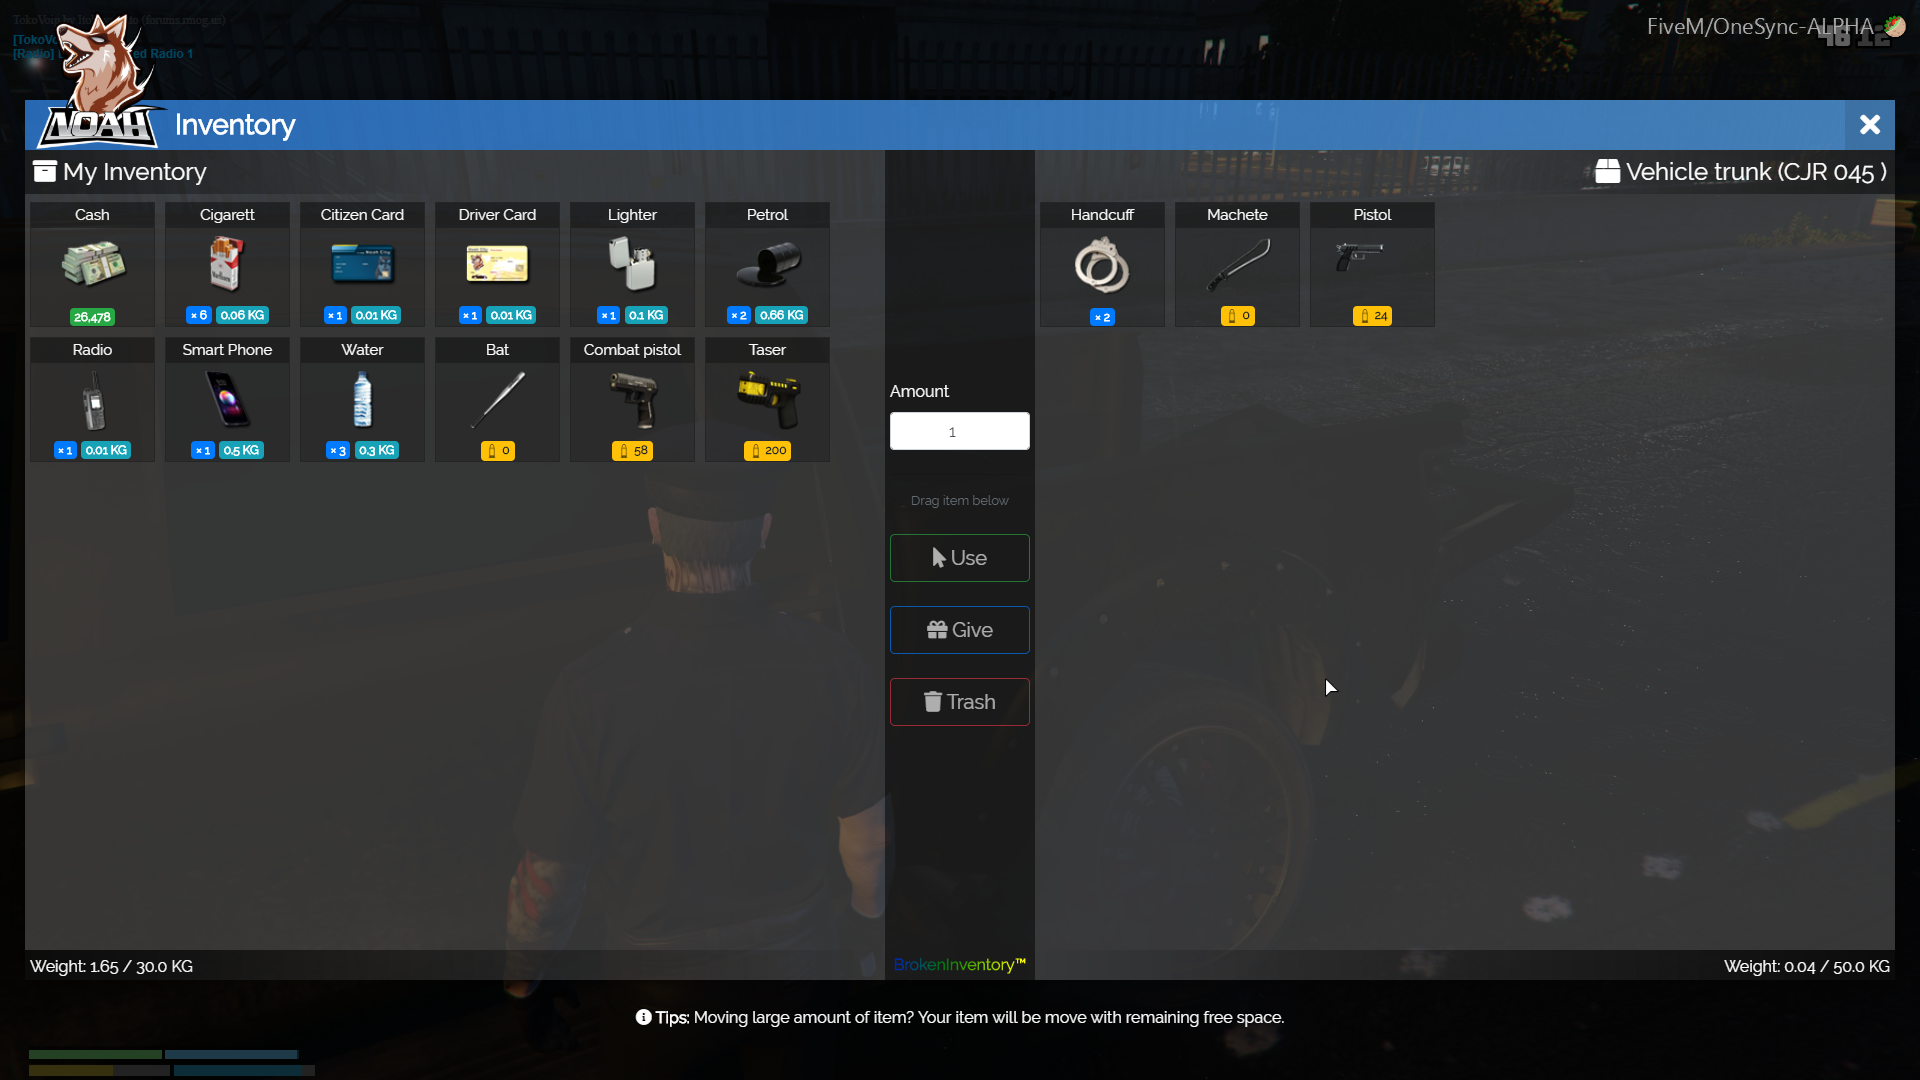 FiveM/OneSync-ALPHA
[TokoVo
[Radio]
ed Radio 1
NOAH
Inventory
My Inventory
Vehicle trunk (CJR 045 )
Cash
Cigarett
Citizen Card
Driver Card
Lighter
Petrol
26,478
× 6 0.06 KG
× 1 0.01 KG
× 1 0.01 KG
× 1 0.1 KG
× 2 0.66 KG
Radio
Smart Phone
Water
Bat
Combat pistol
Taser
× 1 0.01 KG
× 1 0.5 KG
× 3 0.3 KG
0
58
200
Amount
1
Drag item below
Use
Give
Trash
BrokenInventory™
Handcuff
Machete
Pistol
× 2
0
24
Weight: 1.65 / 30.0 KG
Weight: 0.04 / 50.0 KG
Tips: Moving large amount of item? Your item will be move with remaining free space.